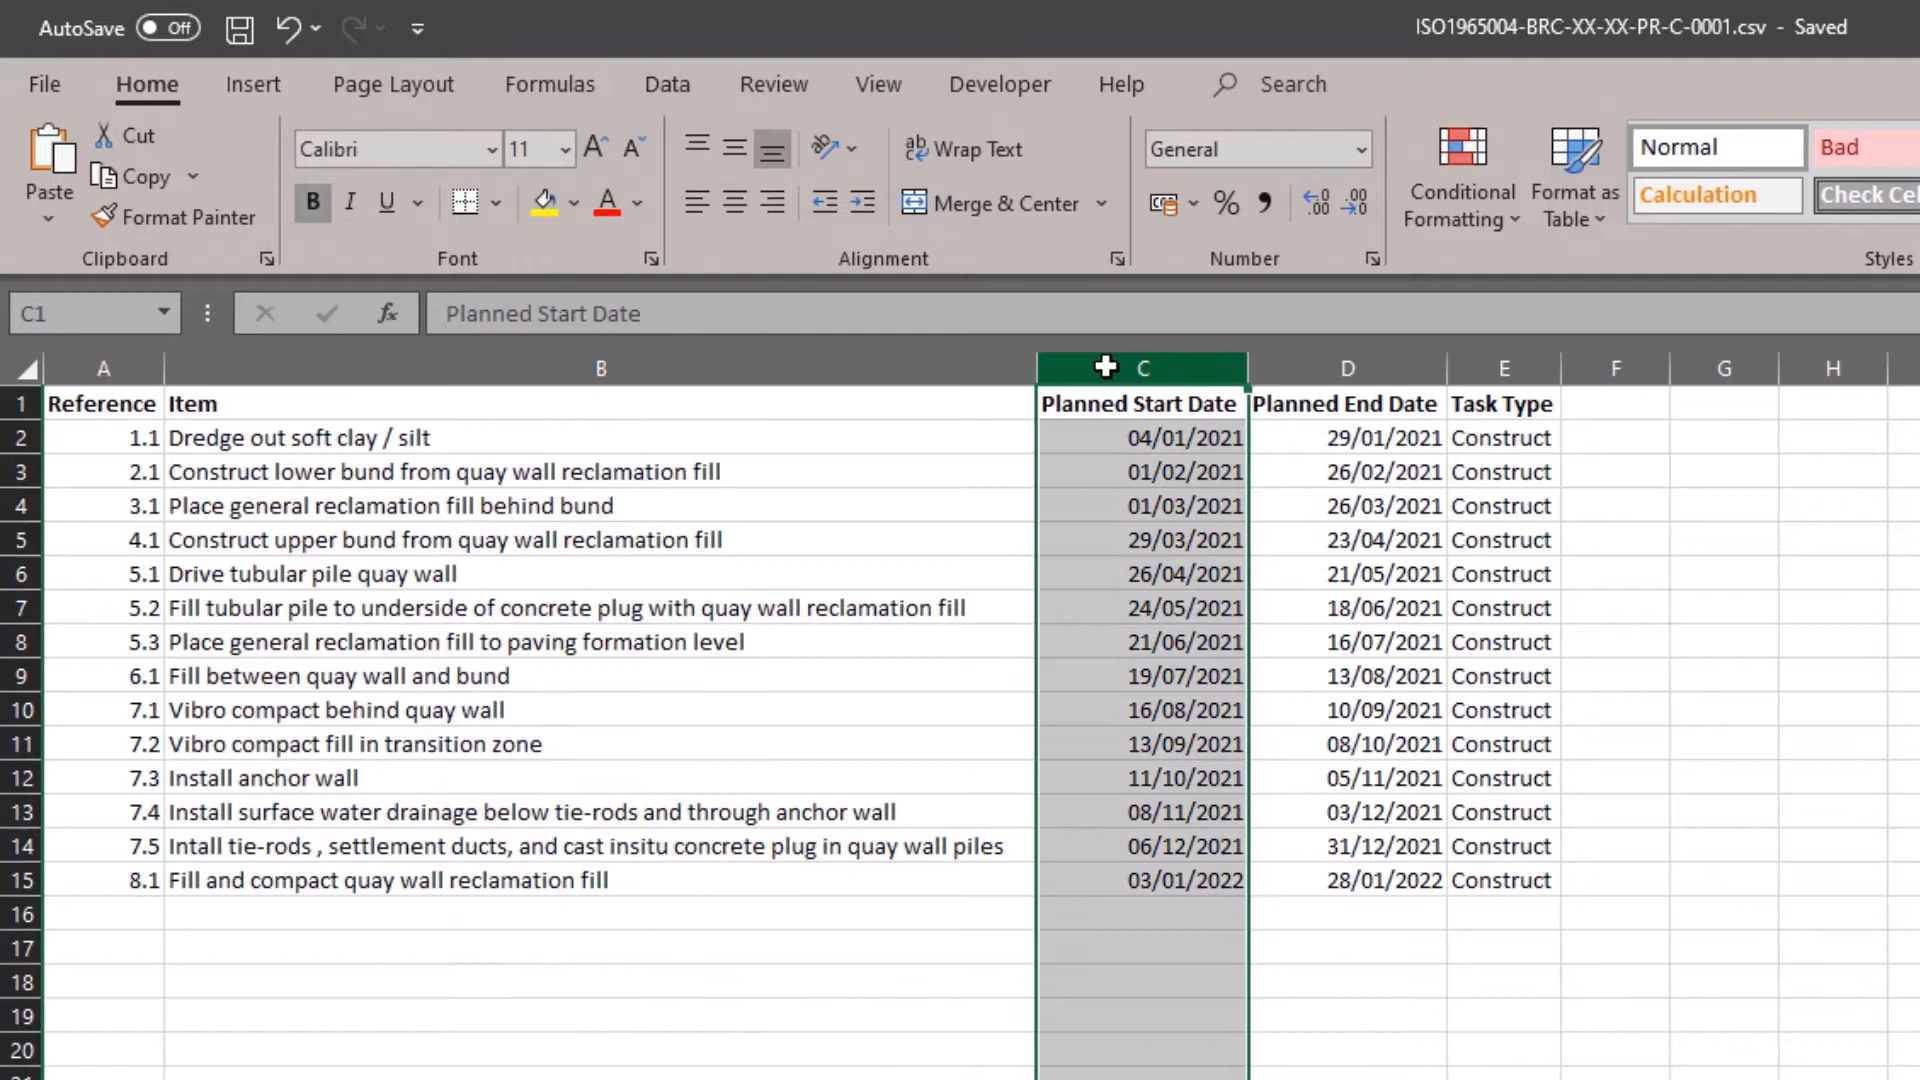 AutoSave Off ISO1965004-BRC-XX-XX-PR-C-0001.csv - Saved
File Home Insert Page Layout Formulas Data Review View Developer Help Search
Paste Cut Copy Format Painter Clipboard
Calibri 11 B I U A Font
ab Wrap Text Merge & Center Alignment
General % Number
Conditional Formatting Format as Table
Normal Bad
Calculation Check Cel
Styles
C1 fx Planned Start Date
A B C D E F G H
1 Reference Item Planned Start Date Planned End Date Task Type
2 1.1 Dredge out soft clay / silt 04/01/2021 29/01/2021 Construct
3 2.1 Construct lower bund from quay wall reclamation fill 01/02/2021 26/02/2021 Construct
4 3.1 Place general reclamation fill behind bund 01/03/2021 26/03/2021 Construct
5 4.1 Construct upper bund from quay wall reclamation fill 29/03/2021 23/04/2021 Construct
6 5.1 Drive tubular pile quay wall 26/04/2021 21/05/2021 Construct
7 5.2 Fill tubular pile to underside of concrete plug with quay wall reclamation fill 24/05/2021 18/06/2021 Construct
8 5.3 Place general reclamation fill to paving formation level 21/06/2021 16/07/2021 Construct
9 6.1 Fill between quay wall and bund 19/07/2021 13/08/2021 Construct
10 7.1 Vibro compact behind quay wall 16/08/2021 10/09/2021 Construct
11 7.2 Vibro compact fill in transition zone 13/09/2021 08/10/2021 Construct
12 7.3 Install anchor wall 11/10/2021 05/11/2021 Construct
13 7.4 Install surface water drainage below tie-rods and through anchor wall 08/11/2021 03/12/2021 Construct
14 7.5 Intall tie-rods , settlement ducts, and cast insitu concrete plug in quay wall piles 06/12/2021 31/12/2021 Construct
15 8.1 Fill and compact quay wall reclamation fill 03/01/2022 28/01/2022 Construct
16
17
18
19
20